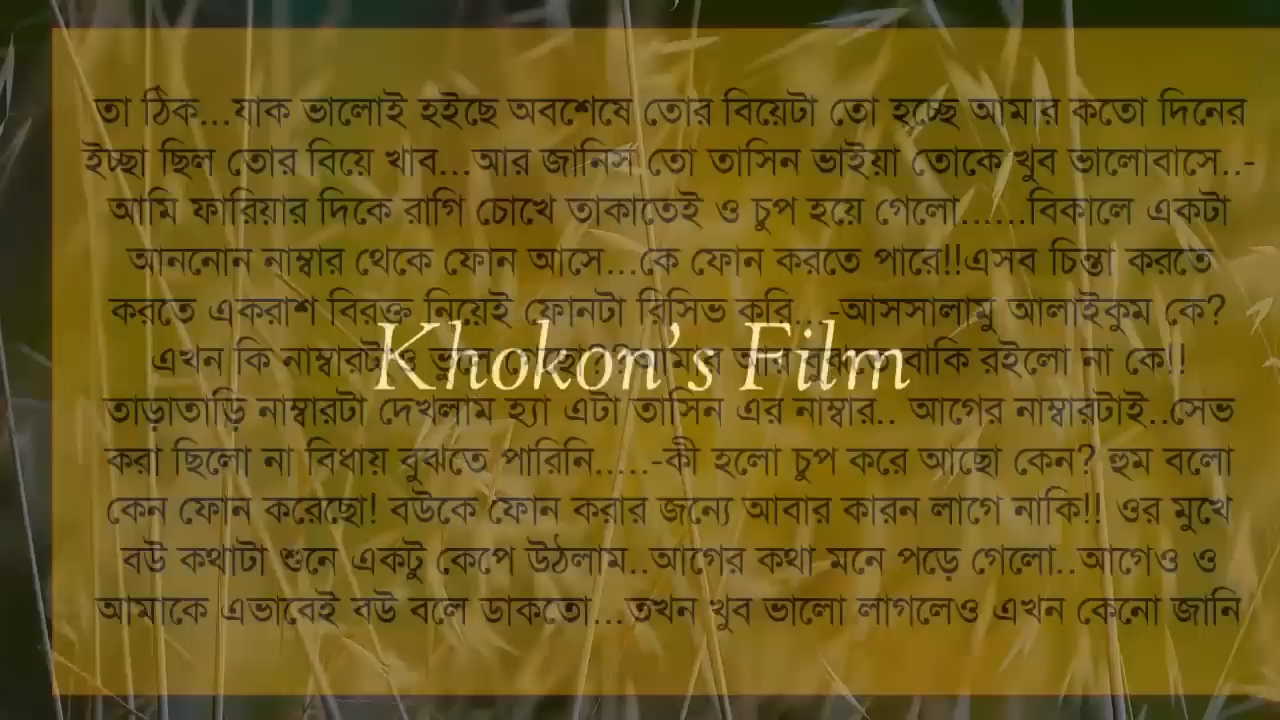 তা ঠিক...যাক ভালোই হইছে অবশেষে তোর বিয়েটা তো হচ্ছে আমার কতো দিনের
ইচ্ছা ছিল তোর বিয়ে খাব...আর জানিস তো তাসিন ভাইয়া তোকে খুব ভালোবাসে..-
আমি ফারিয়ার দিকে রাগি চোখে তাকাতেই ও চুপ হয়ে গেলো......বিকালে একটা
আননোন নাম্বার থেকে ফোন আসে...কে ফোন করতে পারে!!এসব চিন্তা করতে
করতে একরাশ বিরক্ত নিয়েই ফোনটা রিসিভ করি.. -আসসালামু আলাইকুম কে?
এখন কি নাম্বারটাও বাকি রইলো না কে!!
Khokon's Film
তাড়াতাড়ি নাম্বারটা দেখলাম হ্যা এটা তাসিন এর নাম্বার.. আগের নাম্বারটাই..সেভ
করা ছিলো না বিধায় বুঝতে পারিনি.....-কী হলো চুপ করে আছো কেন? হুম বলো
কেন ফোন করেছো! বউকে ফোন করার জন্যে আবার কারন লাগে নাকি!! ওর মুখে
বউ কথাটা শুনে একটু কেপে উঠলাম..আগের কথা মনে পড়ে গেলো..আগেও ও
আমাকে এভাবেই বউ বলে ডাকতো...তখন খুব ভালো লাগলেও এখন কেনো জানি